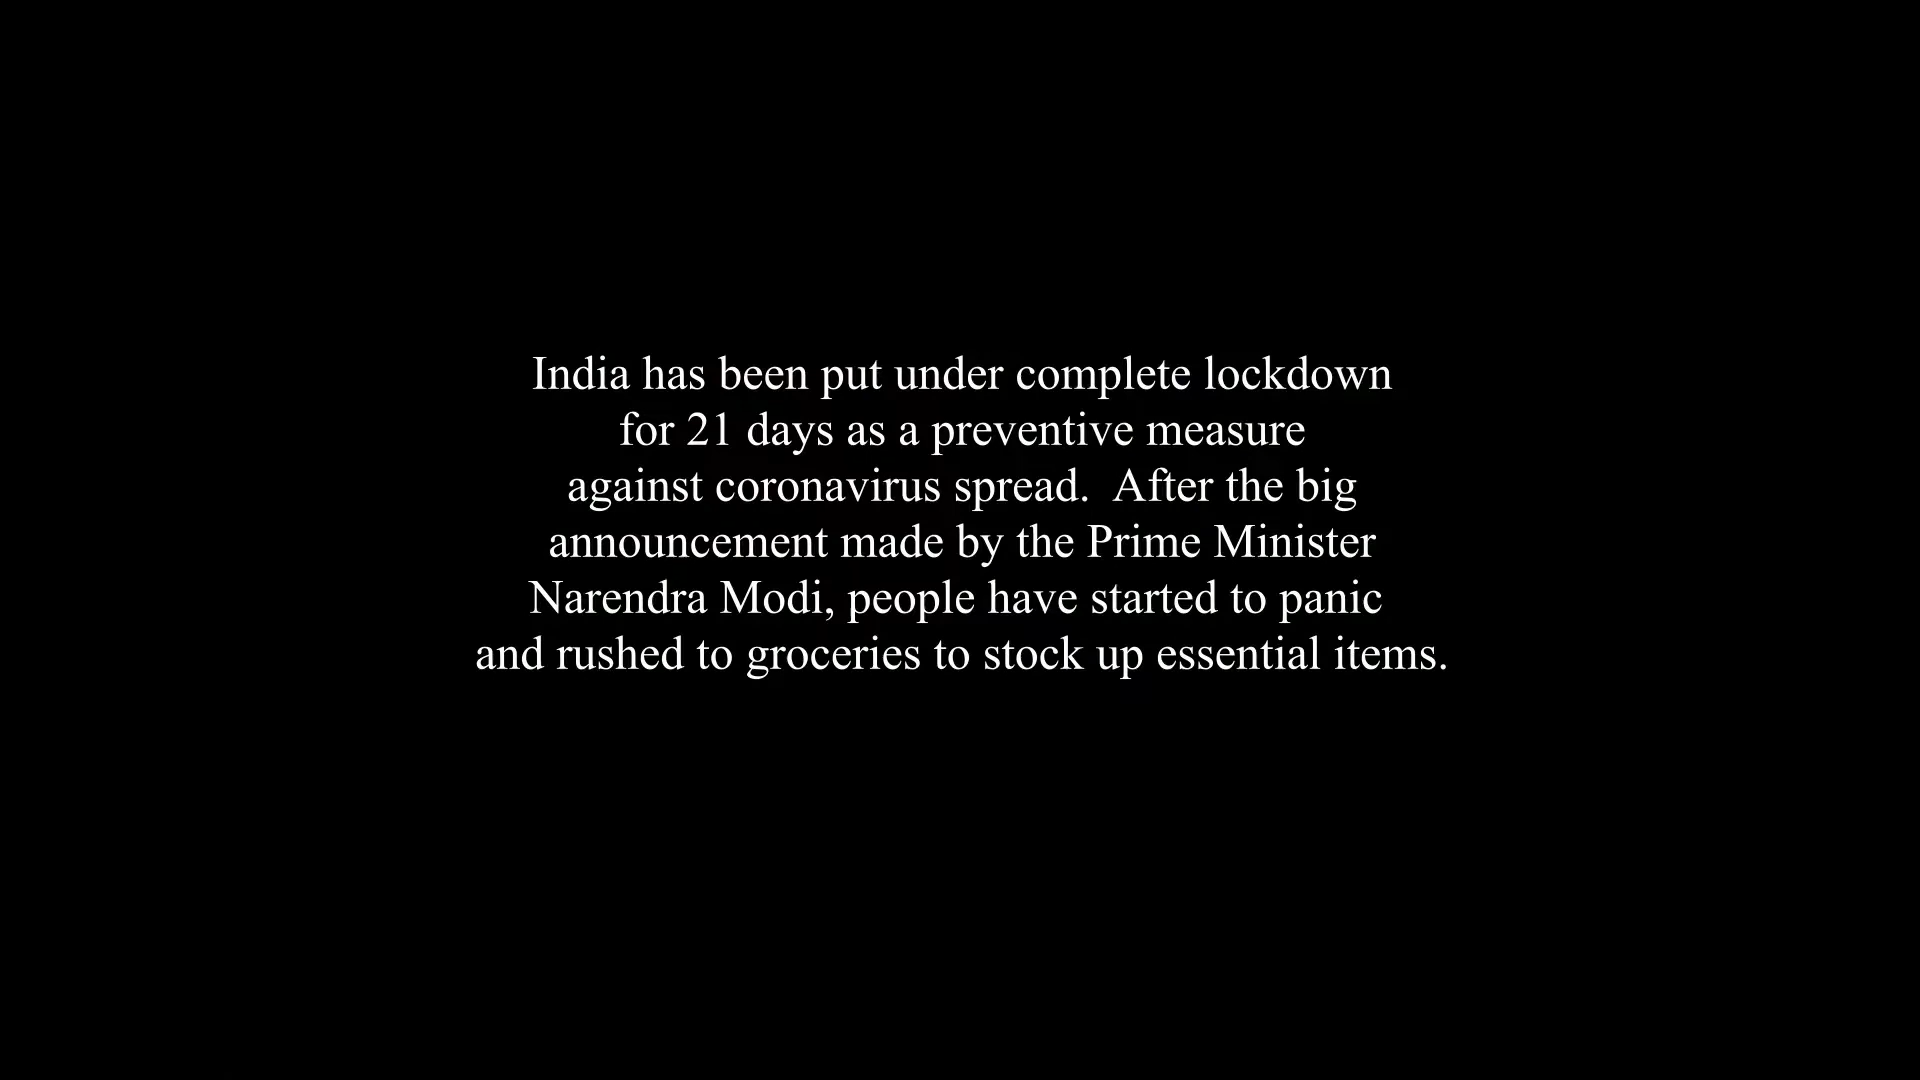 India has been put under complete lockdown
for 21 days as a preventive measure
against coronavirus spread.  After the big
announcement made by the Prime Minister
Narendra Modi, people have started to panic
and rushed to groceries to stock up essential items.